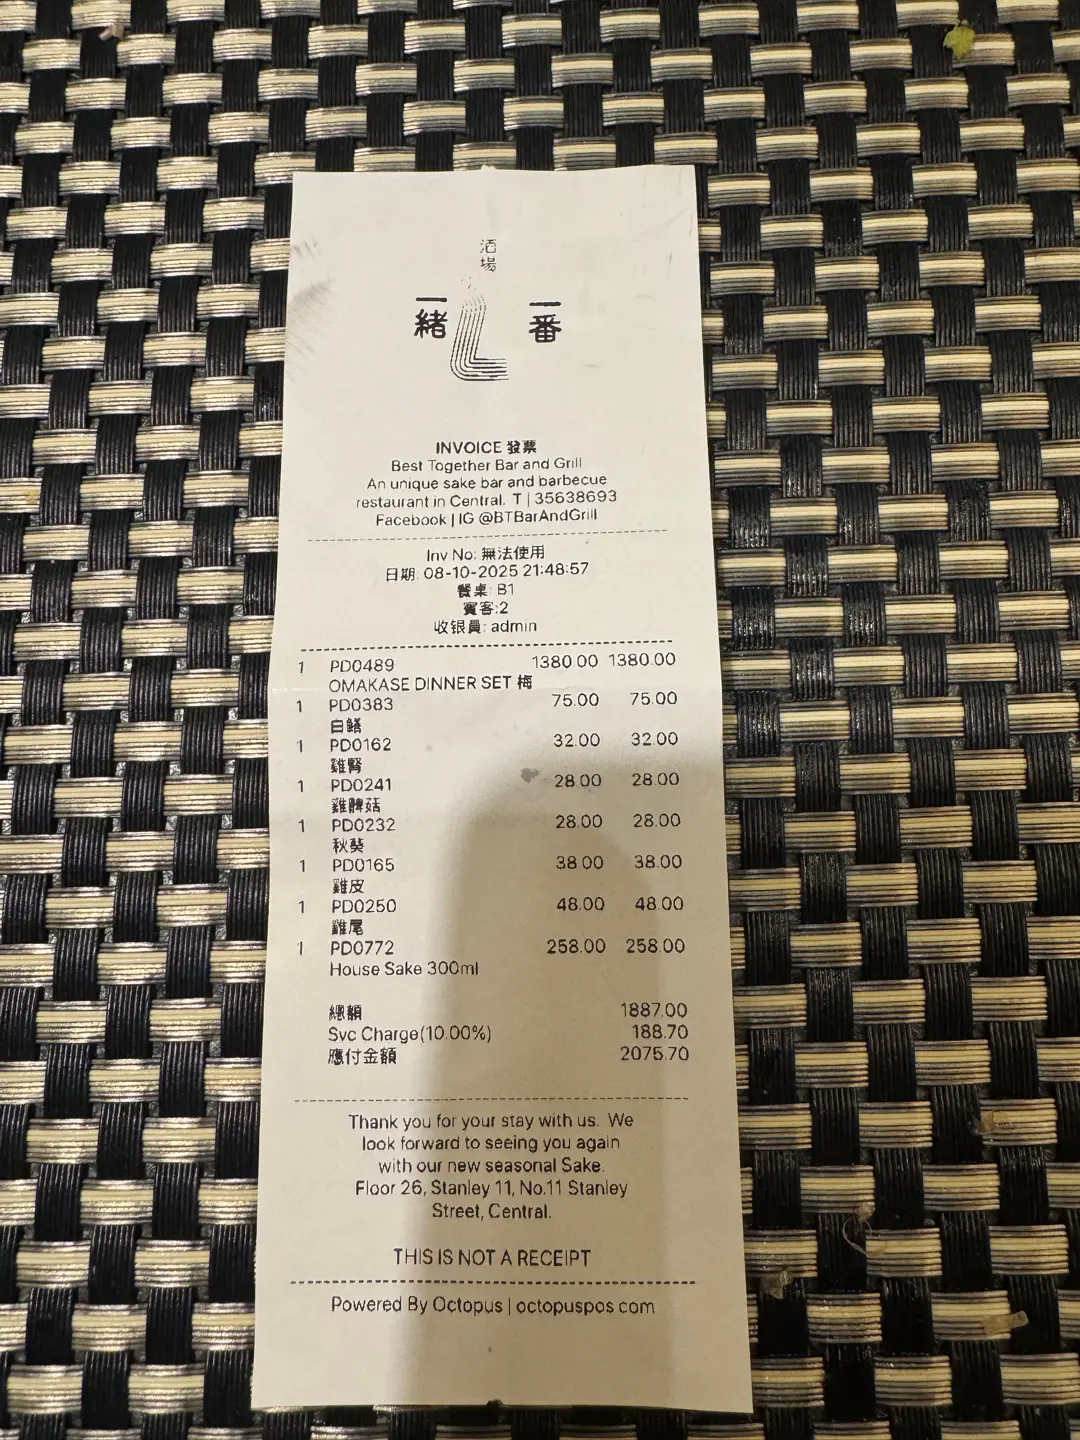 酒
場
一
緒
一
番
INVOICE 發票
Best Together Bar and Grill
An unique sake bar and barbecue
restaurant in Central. T | 35638693
Facebook | IG @BTBarAndGrill
Inv No: 無法使用
日期: 08-10-2025 21:48:57
餐桌: B1
賓客:2
收银員: admin
1 PD0489 1380.00 1380.00
OMAKASE DINNER SET 梅
1 PD0383 75.00 75.00
白鱔
1 PD0162 32.00 32.00
雞腎
1 PD0241 28.00 28.00
雞髀菇
1 PD0232 28.00 28.00
秋葵
1 PD0165 38.00 38.00
雞皮
1 PD0250 48.00 48.00
雞尾
1 PD0772 258.00 258.00
House Sake 300ml
總額 1887.00
Svc Charge(10.00%) 188.70
應付金額 2075.70
Thank you for your stay with us. We
look forward to seeing you again
with our new seasonal Sake.
Floor 26, Stanley 11, No.11 Stanley
Street, Central.
THIS IS NOT A RECEIPT
Powered By Octopus | octopuspos.com